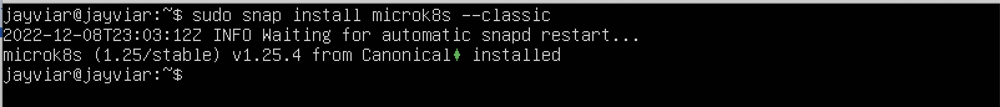 jayviar@jayviar:~$ sudo snap install microk8s --classic
2022-12-08T23:03:12Z INFO Waiting for automatic snapd restart...
microk8s (1.25/stable) v1.25.4 from Canonical♦ installed
jayviar@jayviar:~$